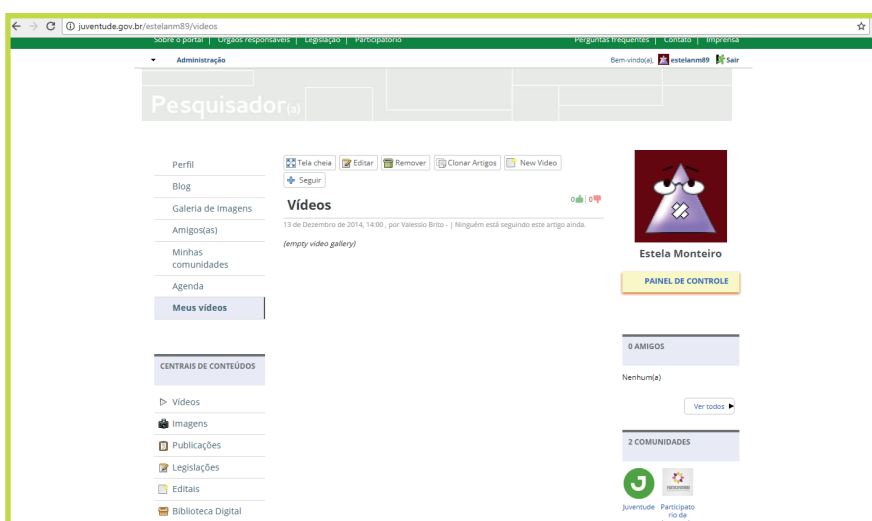 juventude.gov.br/estelanm89/videos
Sobre o portal | Órgãos responsáveis | Legislação | Participatório
Perguntas frequentes | Contato | Imprensa
Administração
Bem-vindo(a), estelanm89 Sair
Pesquisador(a)
Perfil
Blog
Galeria de Imagens
Amigos(as)
Minhas
comunidades
Agenda
Meus vídeos
CENTRAIS DE CONTEÚDOS
Vídeos
Imagens
Publicações
Legislações
Editais
Biblioteca Digital
Tela cheia Editar Remover Clonar Artigos New Video
Seguir
Vídeos
0 | 0
13 de Dezembro de 2014, 14:00 , por Valessio Brito - | Ninguém está seguindo este artigo ainda.
(empty video gallery)
Estela Monteiro
PAINEL DE CONTROLE
0 AMIGOS
Nenhum(a)
Ver todos
2 COMUNIDADES
J
Juventude
Participato
rio da